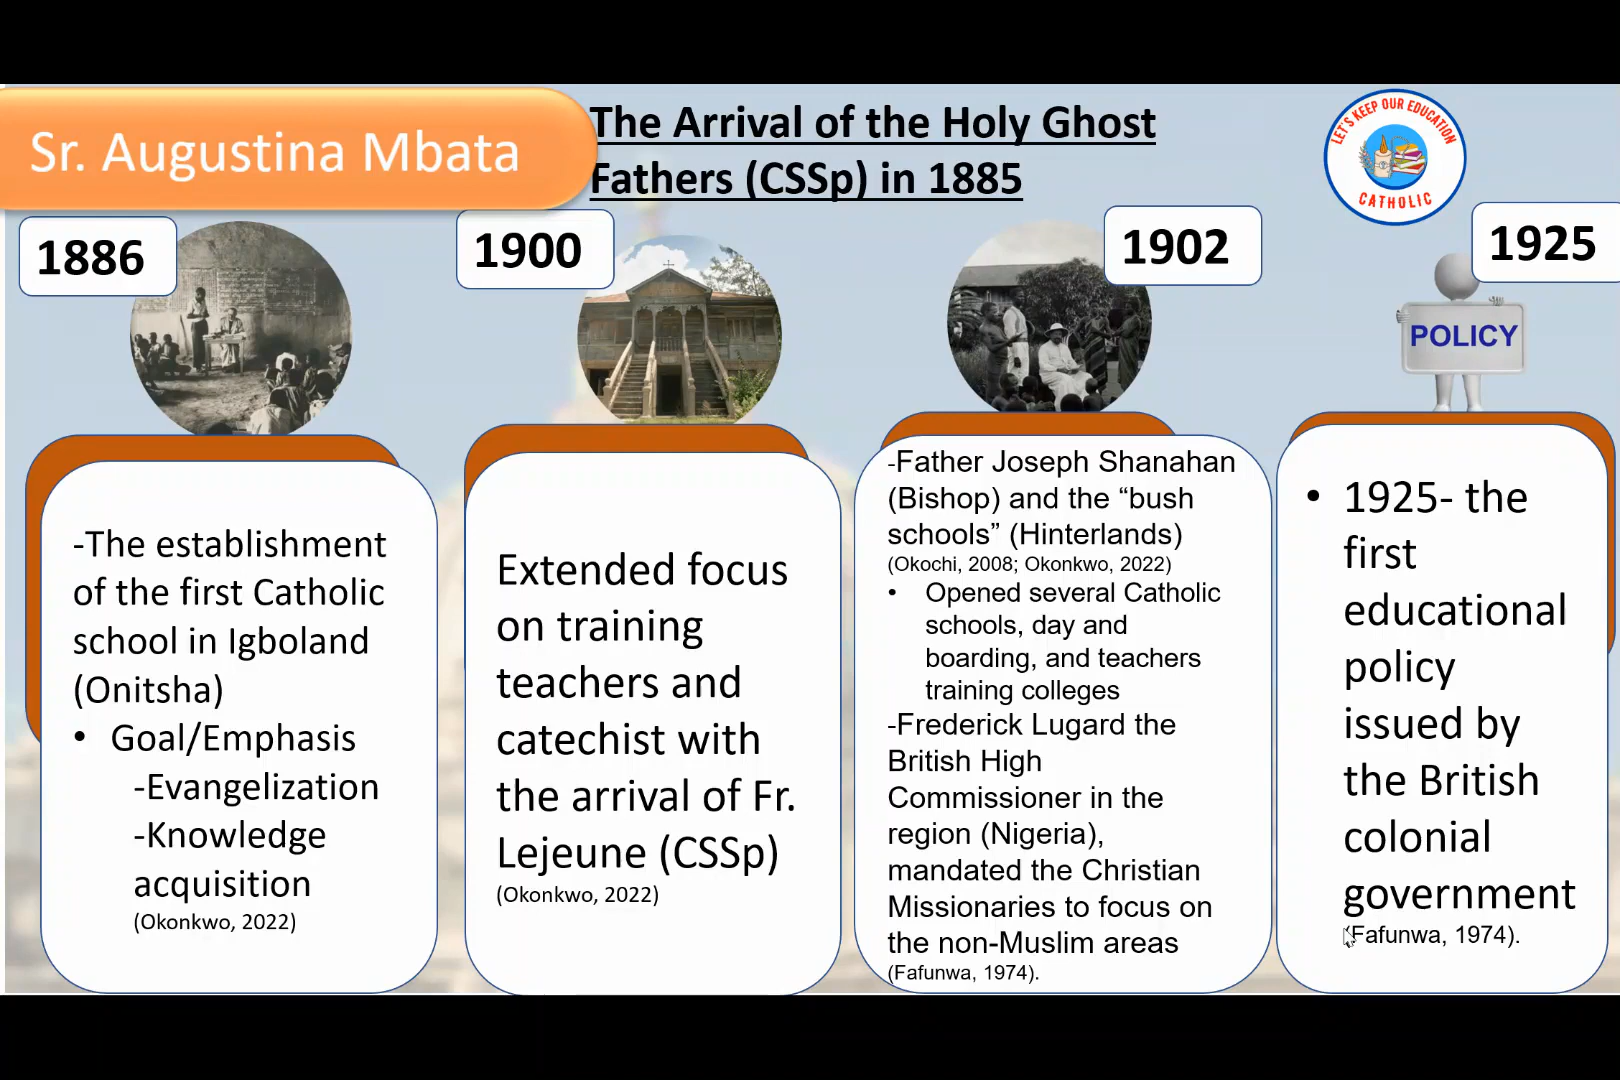 Sr. Augustina Mbata
The Arrival of the Holy Ghost
Fathers (CSSp) in 1885
LET'S KEEP OUR EDUCATION
CATHOLIC
1886
-The establishment
of the first Catholic
school in Igboland
(Onitsha)
• Goal/Emphasis
-Evangelization
-Knowledge
acquisition
(Okonkwo, 2022)
1900
Extended focus
on training
teachers and
catechist with
the arrival of Fr.
Lejeune (CSSp)
(Okonkwo, 2022)
1902
-Father Joseph Shanahan
(Bishop) and the “bush
schools” (Hinterlands)
(Okochi, 2008; Okonkwo, 2022)
• Opened several Catholic
schools, day and
boarding, and teachers
training colleges
-Frederick Lugard the
British High
Commissioner in the
region (Nigeria),
mandated the Christian
Missionaries to focus on
the non-Muslim areas
(Fafunwa, 1974).
1925
POLICY
• 1925- the
first
educational
policy
issued by
the British
colonial
government
(Fafunwa, 1974).